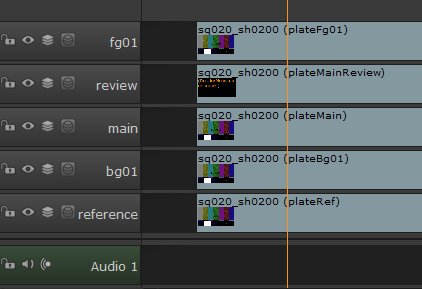 fg01
sq020_sh0200 (plateFg01)
review
sq020_sh0200 (plateMainReview)
main
sq020_sh0200 (plateMain)
bg01
sq020_sh0200 (plateBg01)
reference
sq020_sh0200 (plateRef)
Audio 1